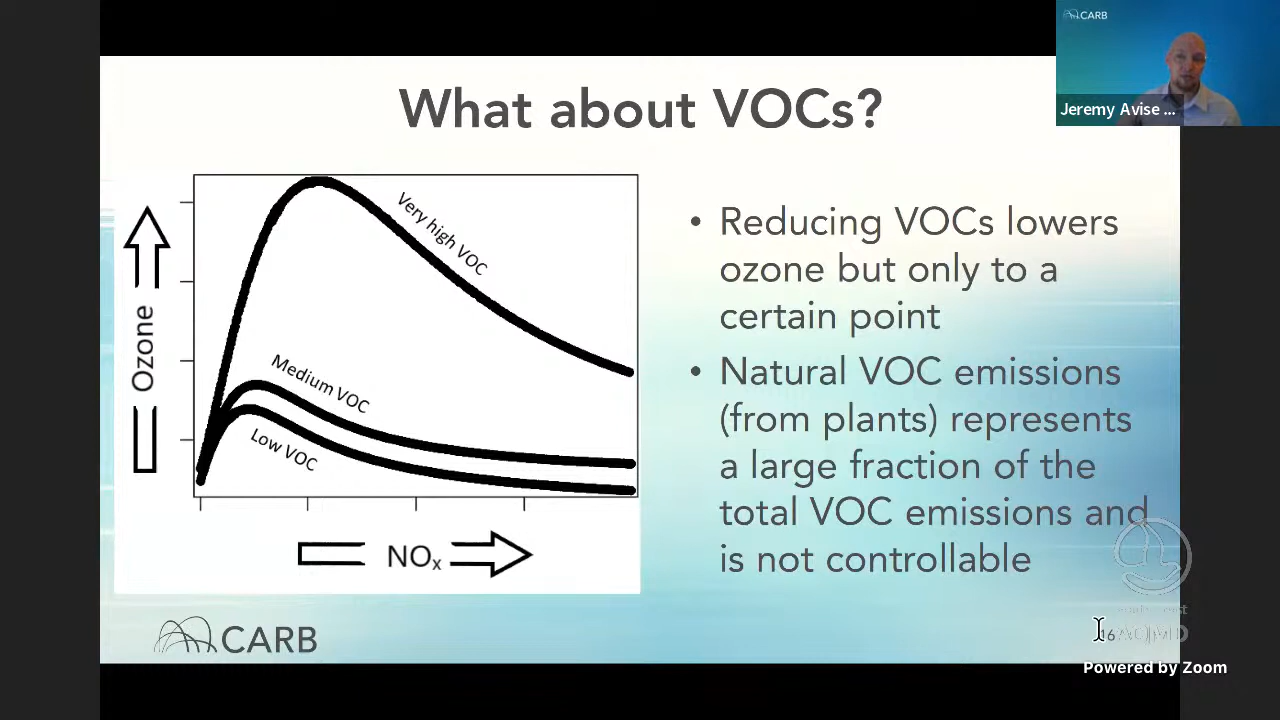 CARB
Jeremy Avise ...
What about VOCs?
Very high VOC
Medium VOC
Low VOC
Ozone
NOx
• Reducing VOCs lowers
ozone but only to a
certain point
• Natural VOC emissions
(from plants) represents
a large fraction of the
total VOC emissions and
is not controllable
CARB
16
AQMD
Powered by Zoom